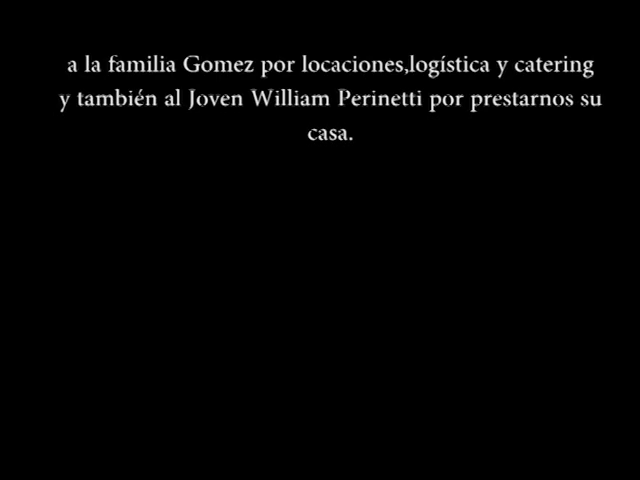 a la familia Gomez por locaciones,logística y catering
y también al Joven William Perinetti por prestarnos su
casa.